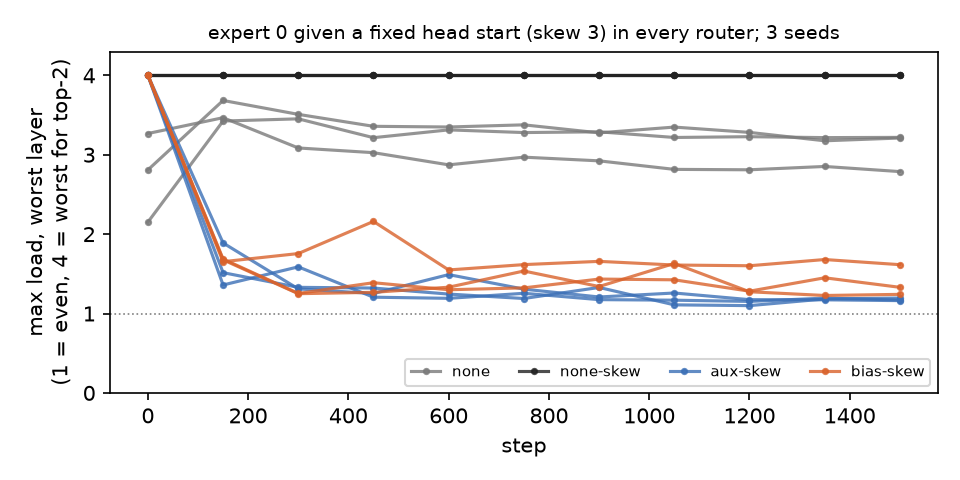 expert 0 given a fixed head start (skew 3) in every router; 3 seeds
max load, worst layer
(1 = even, 4 = worst for top-2)
4
3
2
1
0
none
none-skew
aux-skew
bias-skew
0
200
400
600
800
1000
1200
1400
step